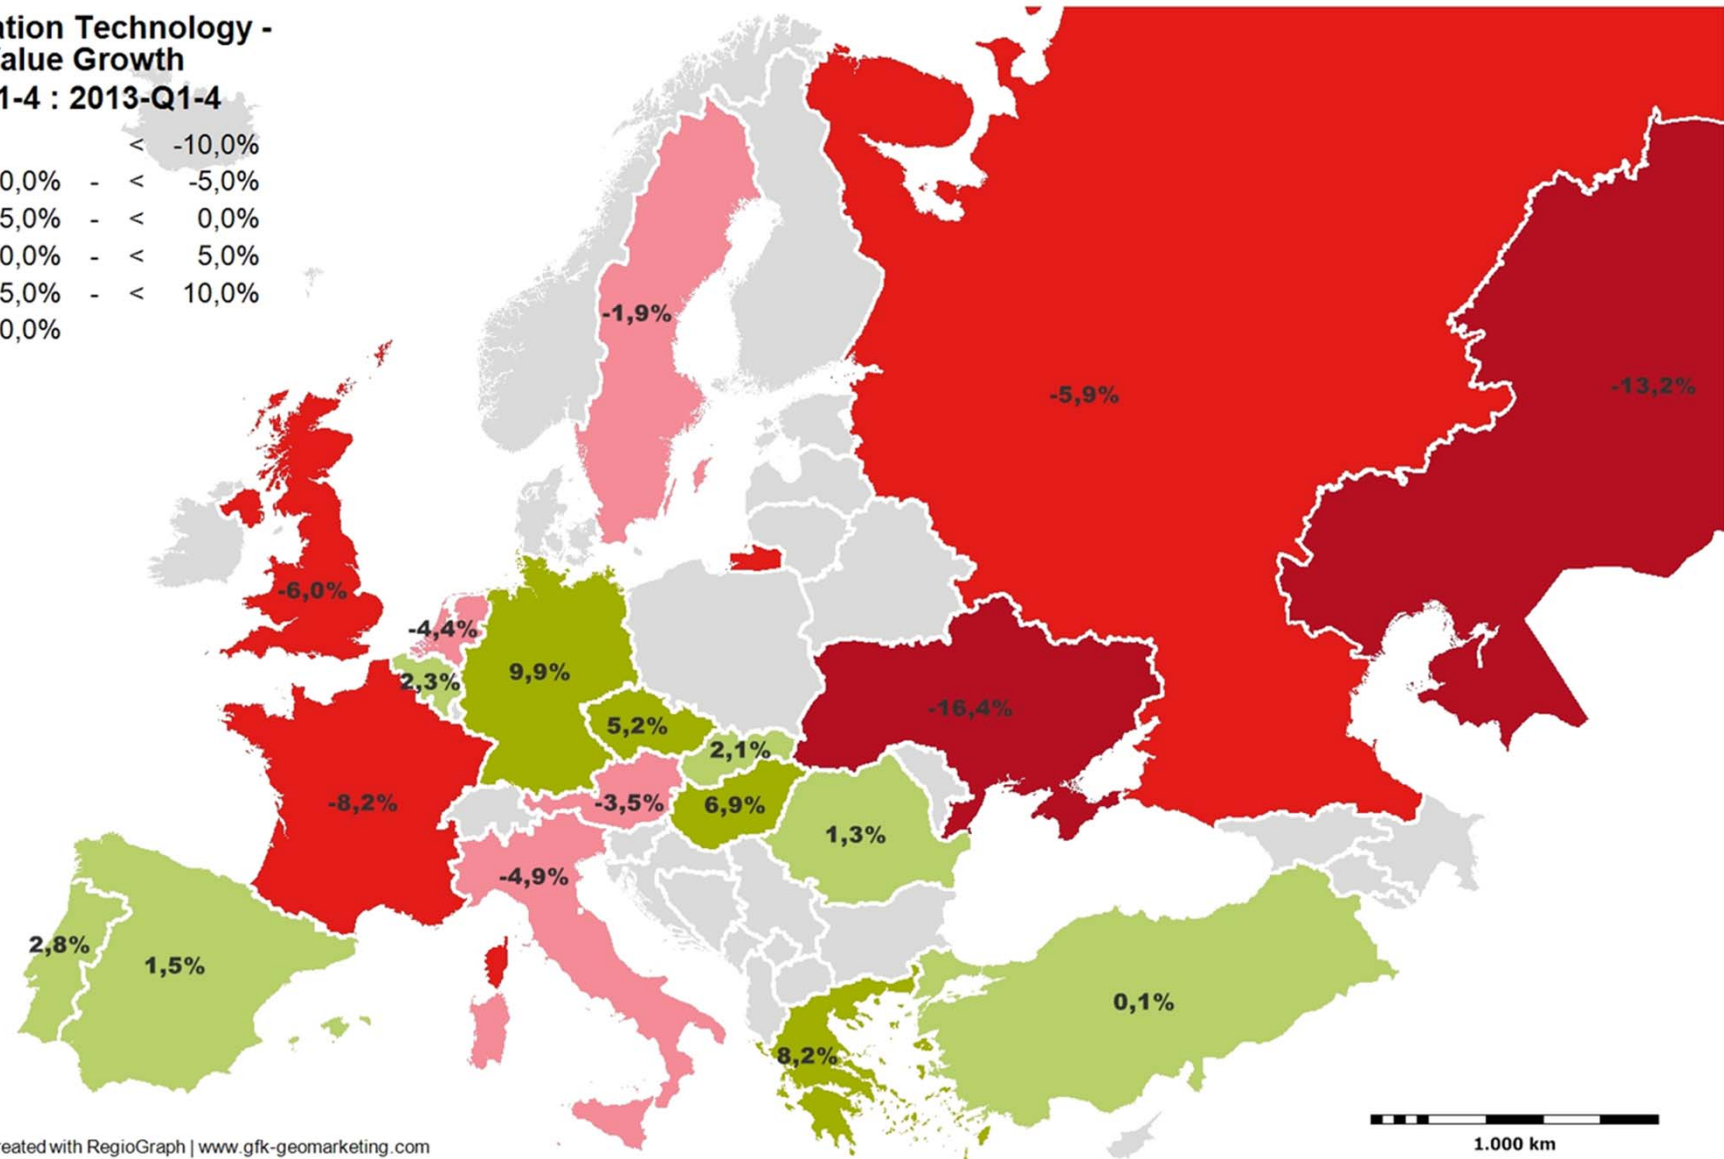 ation Technology -
alue Growth
1-4 : 2013-Q1-4
< -10,0%
0,0% - < -5,0%
5,0% - < 0,0%
0,0% - < 5,0%
5,0% - < 10,0%
0,0%
-1,9%
-5,9%
-13,2%
-6,0%
-4,4%
2,3%
9,9%
5,2%
2,1%
-16,4%
-8,2%
-3,5%
6,9%
1,3%
-4,9%
2,8%
1,5%
0,1%
8,2%
reated with RegioGraph | www.gfk-geomarketing.com
1.000 km